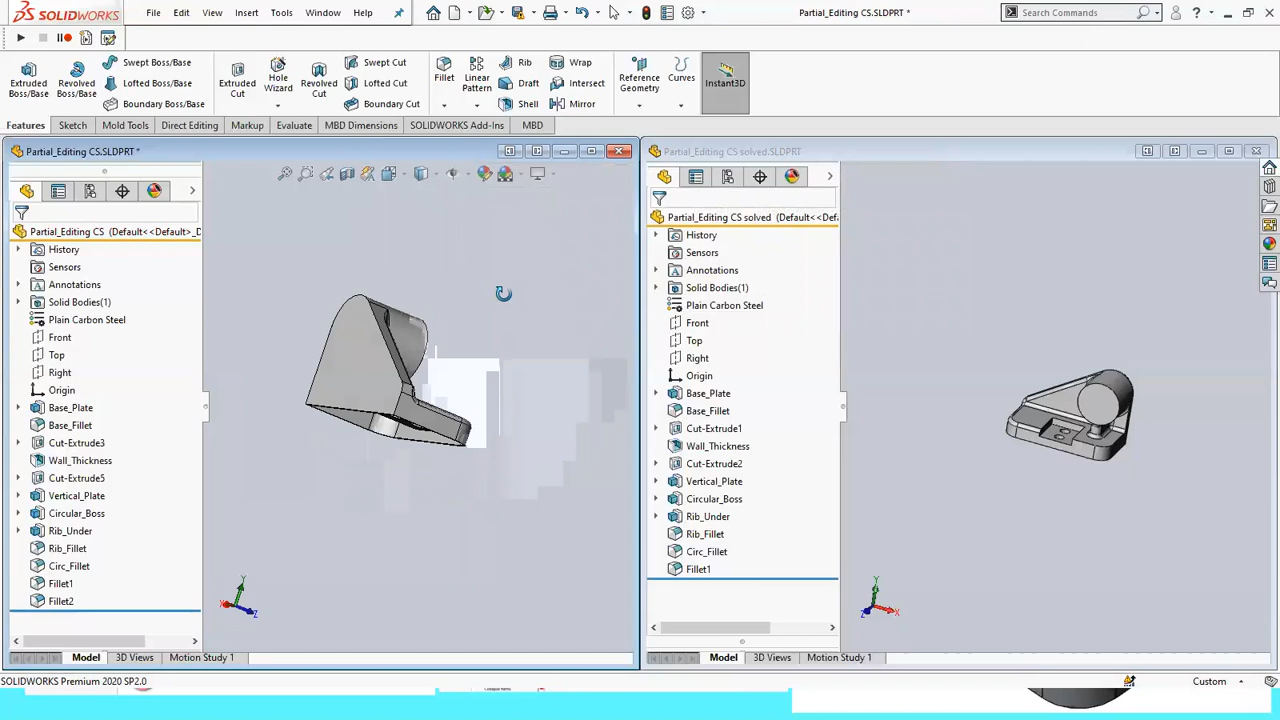 SOLIDWORKS File Edit View Insert Tools Window Help Partial_Editing CS.SLDPRT * Search Commands
Extruded Boss/Base Revolved Boss/Base Swept Boss/Base Lofted Boss/Base Boundary Boss/Base Extruded Cut Hole Wizard Revolved Cut Swept Cut Lofted Cut Boundary Cut Fillet Linear Pattern Rib Draft Shell Wrap Intersect Mirror Reference Geometry Curves Instant3D
Features Sketch Mold Tools Direct Editing Markup Evaluate MBD Dimensions SOLIDWORKS Add-Ins MBD
Partial_Editing CS.SLDPRT *
Partial_Editing CS (Default<<Default>_D
History
Sensors
Annotations
Solid Bodies(1)
Plain Carbon Steel
Front
Top
Right
Origin
Base_Plate
Base_Fillet
Cut-Extrude3
Wall_Thickness
Cut-Extrude5
Vertical_Plate
Circular_Boss
Rib_Under
Rib_Fillet
Circ_Fillet
Fillet1
Fillet2
Y
X
Z
Model 3D Views Motion Study 1
Partial_Editing CS solved.SLDPRT
Partial_Editing CS solved (Default<<Def
History
Sensors
Annotations
Solid Bodies(1)
Plain Carbon Steel
Front
Top
Right
Origin
Base_Plate
Base_Fillet
Cut-Extrude1
Wall_Thickness
Cut-Extrude2
Vertical_Plate
Circular_Boss
Rib_Under
Rib_Fillet
Circ_Fillet
Fillet1
Y
Z
X
Model 3D Views Motion Study 1
SOLIDWORKS Premium 2020 SP2.0 Custom